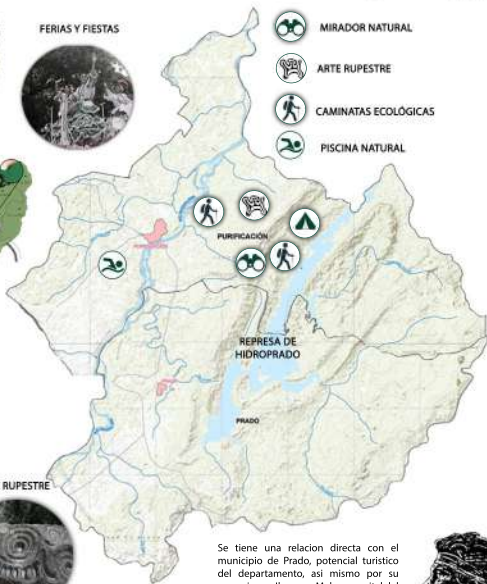 FERIAS Y FIESTAS
MIRADOR NATURAL
ARTE RUPESTRE
CAMINATAS ECOLÓGICAS
PISCINA NATURAL
PURIFICACIÓN
REPRESA DE
HIDROPRADO
PRADO
RUPESTRE
Se tiene una relacion directa con el
municipio de Prado, potencial turistico
del departamento, asi mismo por su